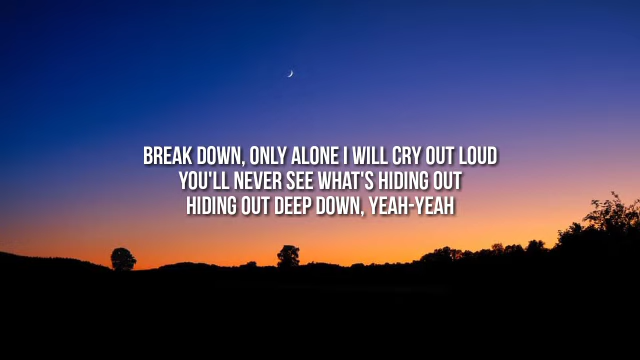 BREAK DOWN, ONLY ALONE I WILL CRY OUT LOUD
YOU'LL NEVER SEE WHAT'S HIDING OUT
HIDING OUT DEEP DOWN, YEAH-YEAH